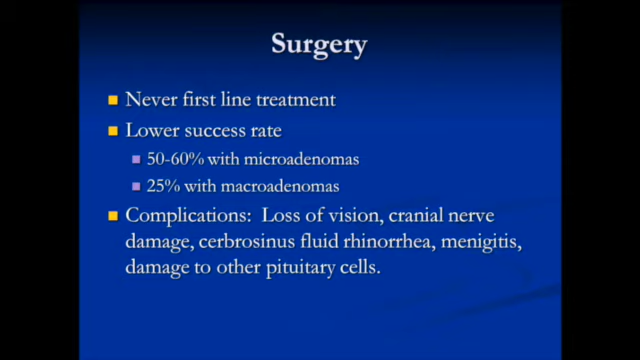 Surgery
Never first line treatment
Lower success rate
50-60% with microadenomas
25% with macroadenomas
Complications: Loss of vision, cranial nerve
damage, cerbrosinus fluid rhinorrhea, menigitis,
damage to other pituitary cells.